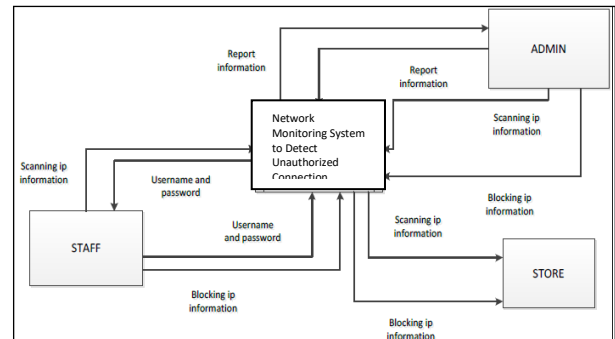 Report
information
ADMIN
Report
information
Network
Monitoring System
to Detect
Unauthorized
Connection
Scanning ip
information
Scanning ip
information
Username and
password
Blocking ip
information
Username
and password
Scanning ip
information
STAFF
STORE
Blocking ip
information
Blocking ip
information